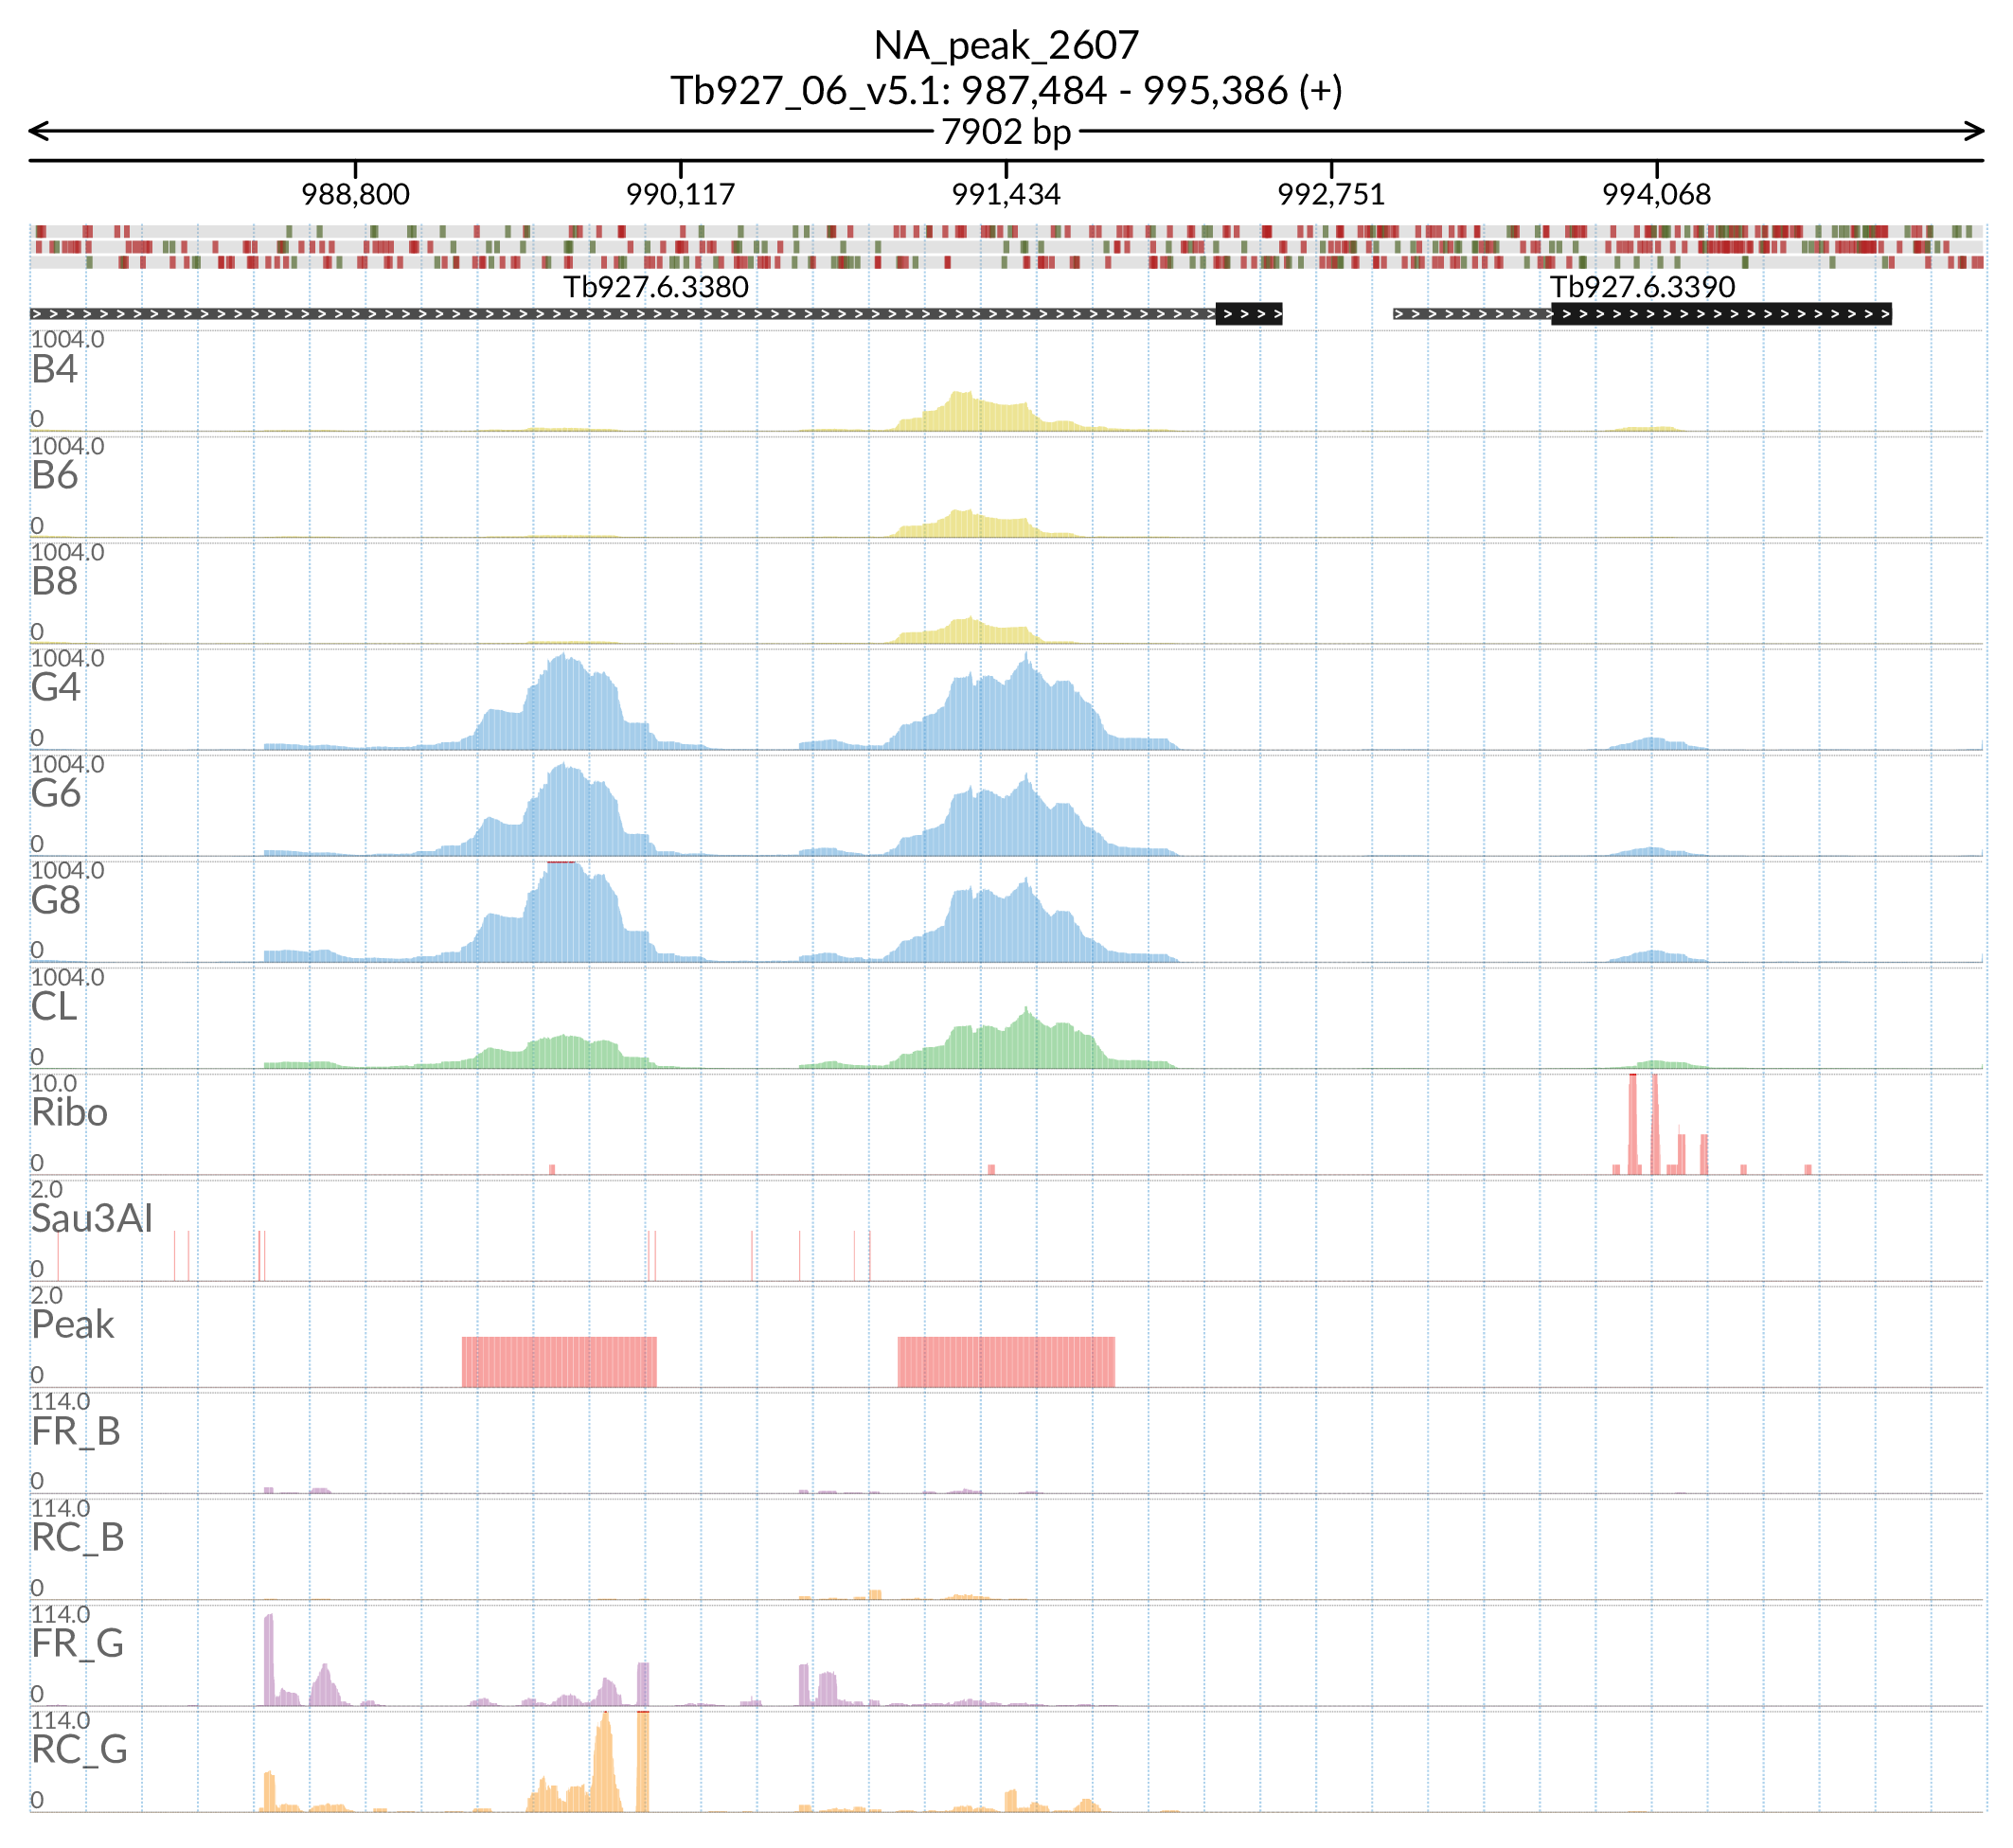 NA_peak_2607
Tb927_06_v5.1: 987,484 - 995,386 (+)
7902 bp
988,800 990,117 991,434 992,751 994,068
Tb927.6.3380 Tb927.6.3390
1004.0
B4
0
1004.0
B6
0
1004.0
B8
0
1004.0
G4
0
1004.0
G6
0
1004.0
G8
0
1004.0
CL
0
10.0
Ribo
0
2.0
Sau3AI
0
2.0
Peak
0
114.0
FR_B
0
114.0
RC_B
0
114.0
FR_G
0
114.0
RC_G
0